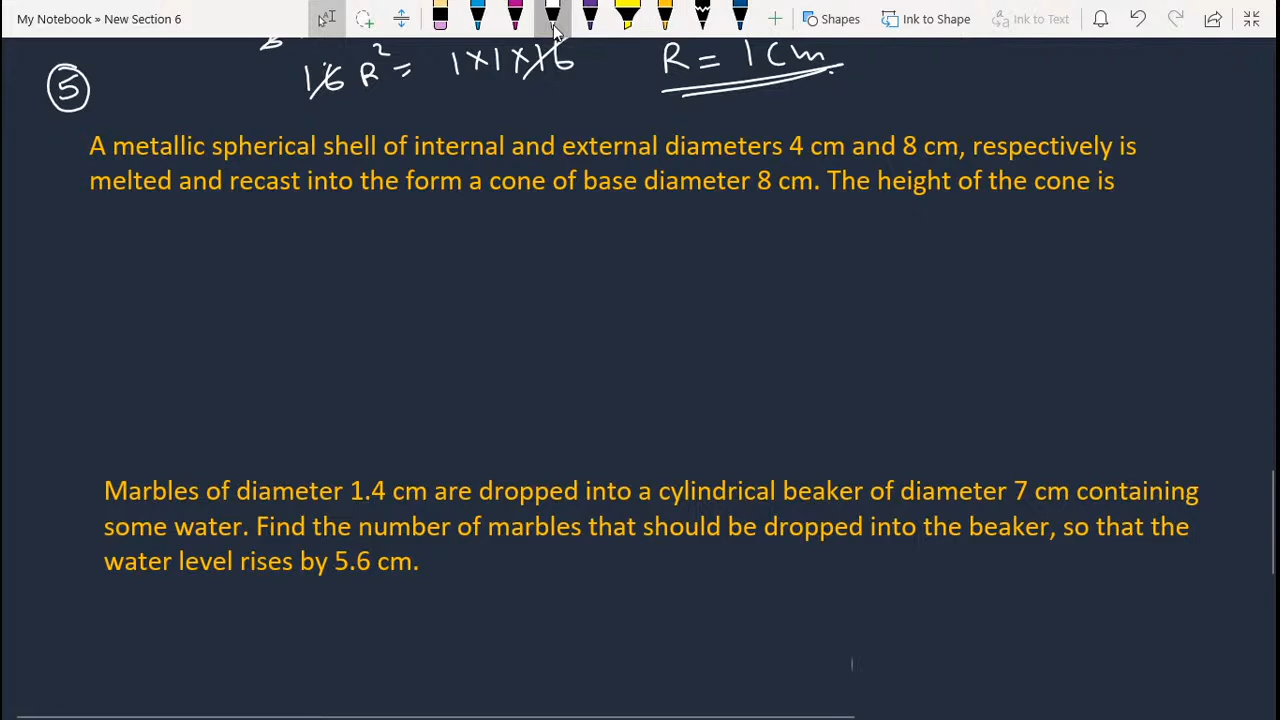 My Notebook » New Section 6
Shapes
Ink to Shape
Ink to Text
16 R² = 1×1×16
R = 1 cm
5
A metallic spherical shell of internal and external diameters 4 cm and 8 cm, respectively is
melted and recast into the form a cone of base diameter 8 cm. The height of the cone is
Marbles of diameter 1.4 cm are dropped into a cylindrical beaker of diameter 7 cm containing
some water. Find the number of marbles that should be dropped into the beaker, so that the
water level rises by 5.6 cm.